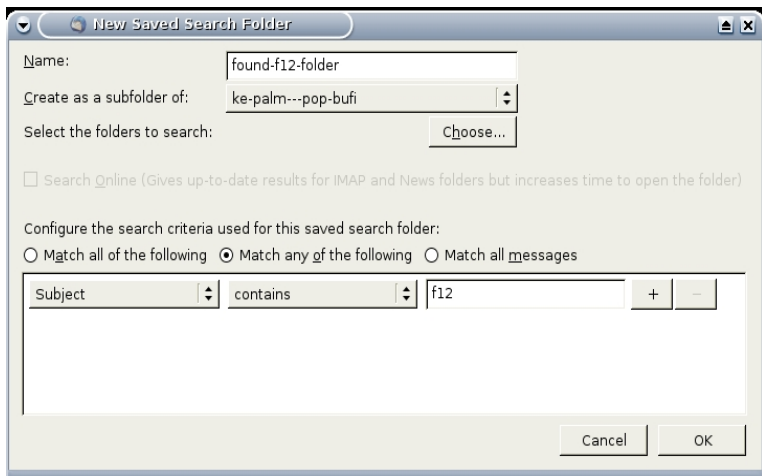 New Saved Search Folder
Name: found-f12-folder
Create as a subfolder of: ke-palm---pop-bufi
Select the folders to search: Choose...
Search Online (Gives up-to-date results for IMAP and News folders but increases time to open the folder)
Configure the search criteria used for this saved search folder:
Match all of the following Match any of the following Match all messages
Subject contains f12 + −
Cancel OK